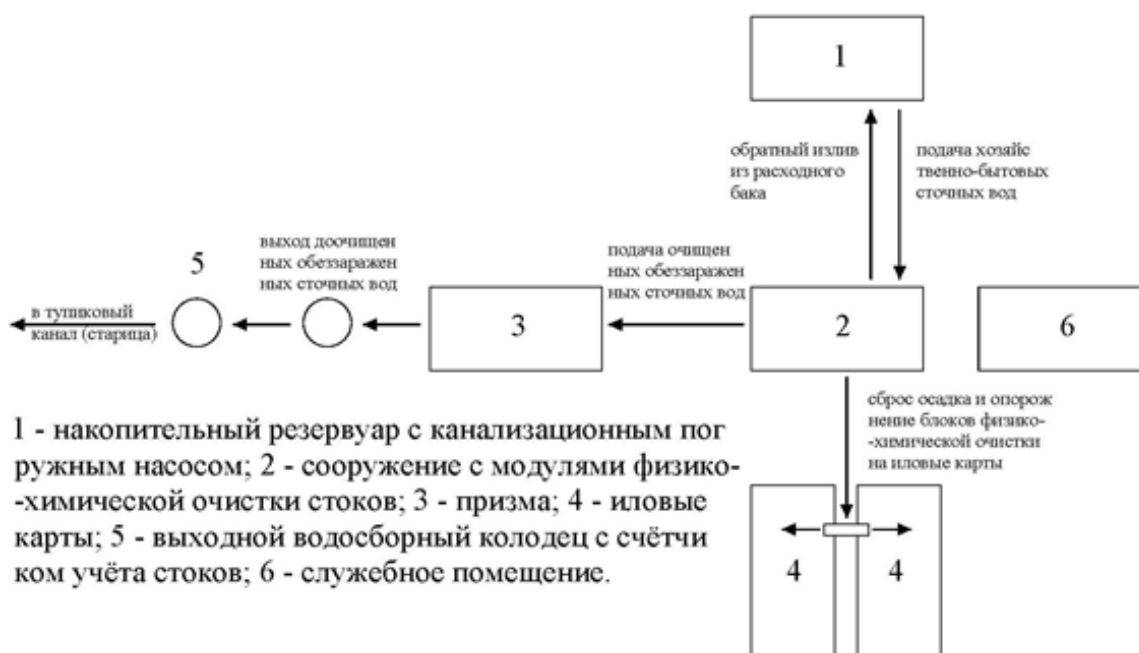 1
обратный излив
из расходного
бака
подача хозяйс
твенно-бытовых
сточных вод
выход доочищен
ных обеззаражен
ных сточных вод
подача очищен
ных обеззаражен
ных сточных вод
5
в тупиковый
канал (старица)
3
2
6
сброс осадка и опорож
нение блоков физико-
-химической очистки
на иловые карты
1 - накопительный резервуар с канализационным пог
ружным насосом; 2 - сооружение с модулями физико-
-химической очистки стоков; 3 - призма; 4 - иловые
карты; 5 - выходной водосборный колодец с счётчи
ком учёта стоков; 6 - служебное помещение.
4
4